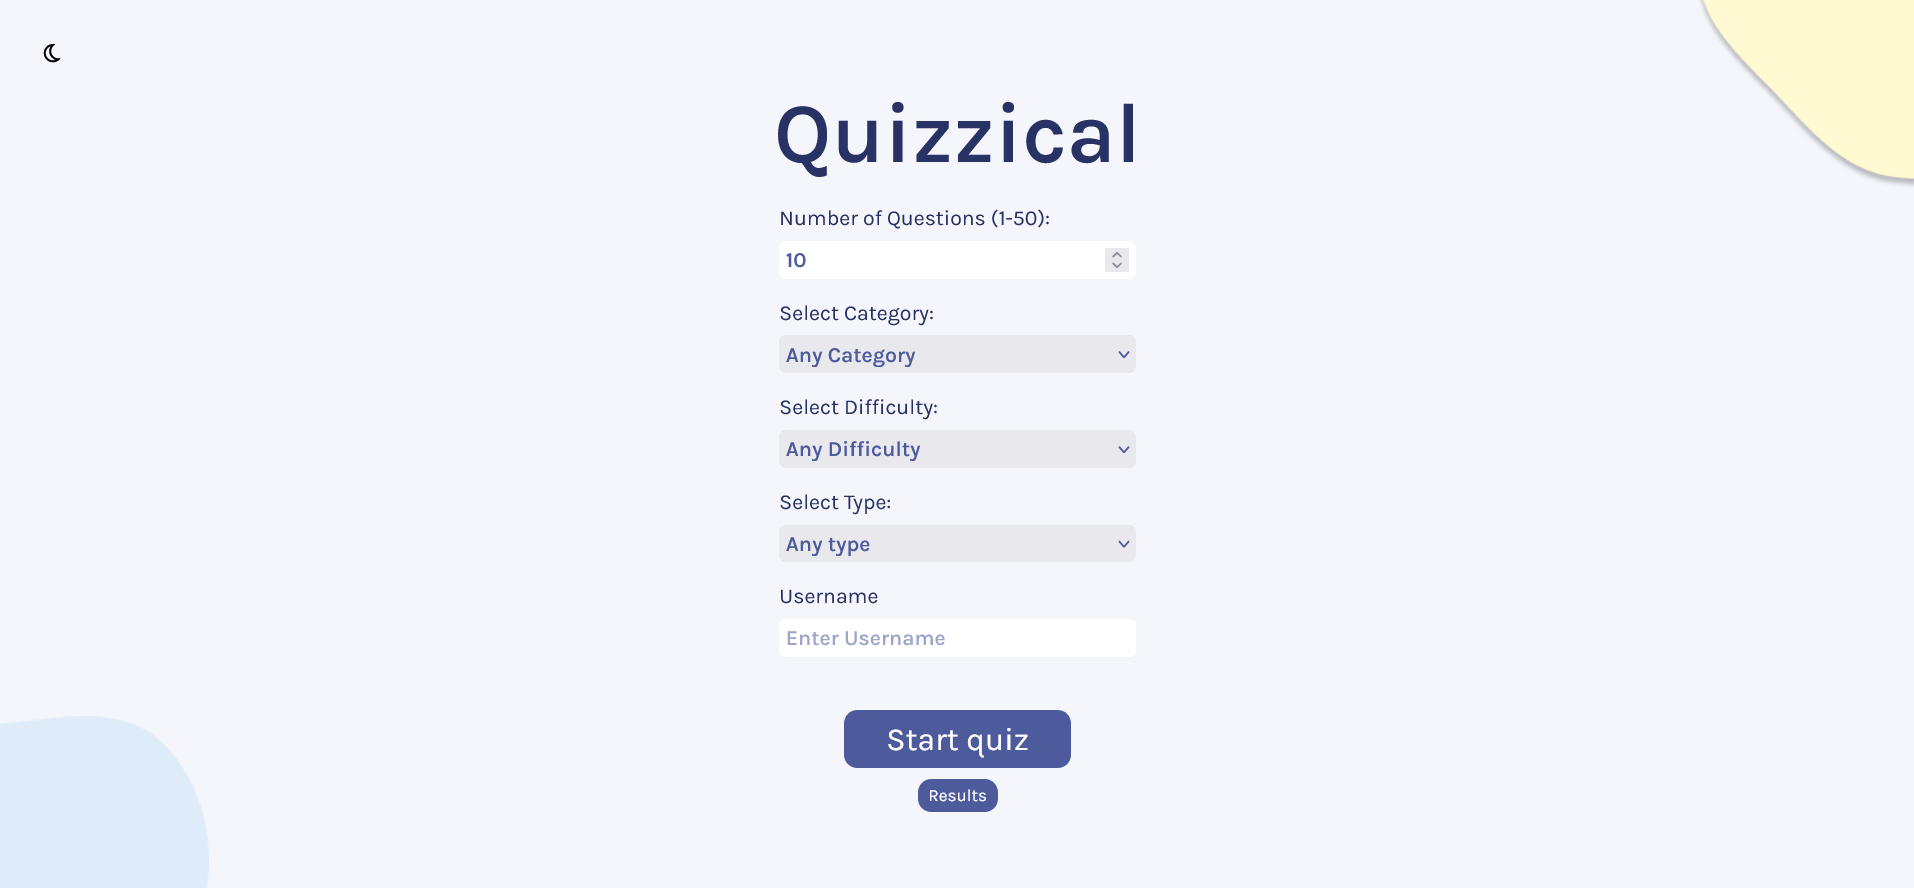 Quizzical
Number of Questions (1-50):
10
Select Category:
Any Category
Select Difficulty:
Any Difficulty
Select Type:
Any type
Username
Enter Username
Start quiz
Results